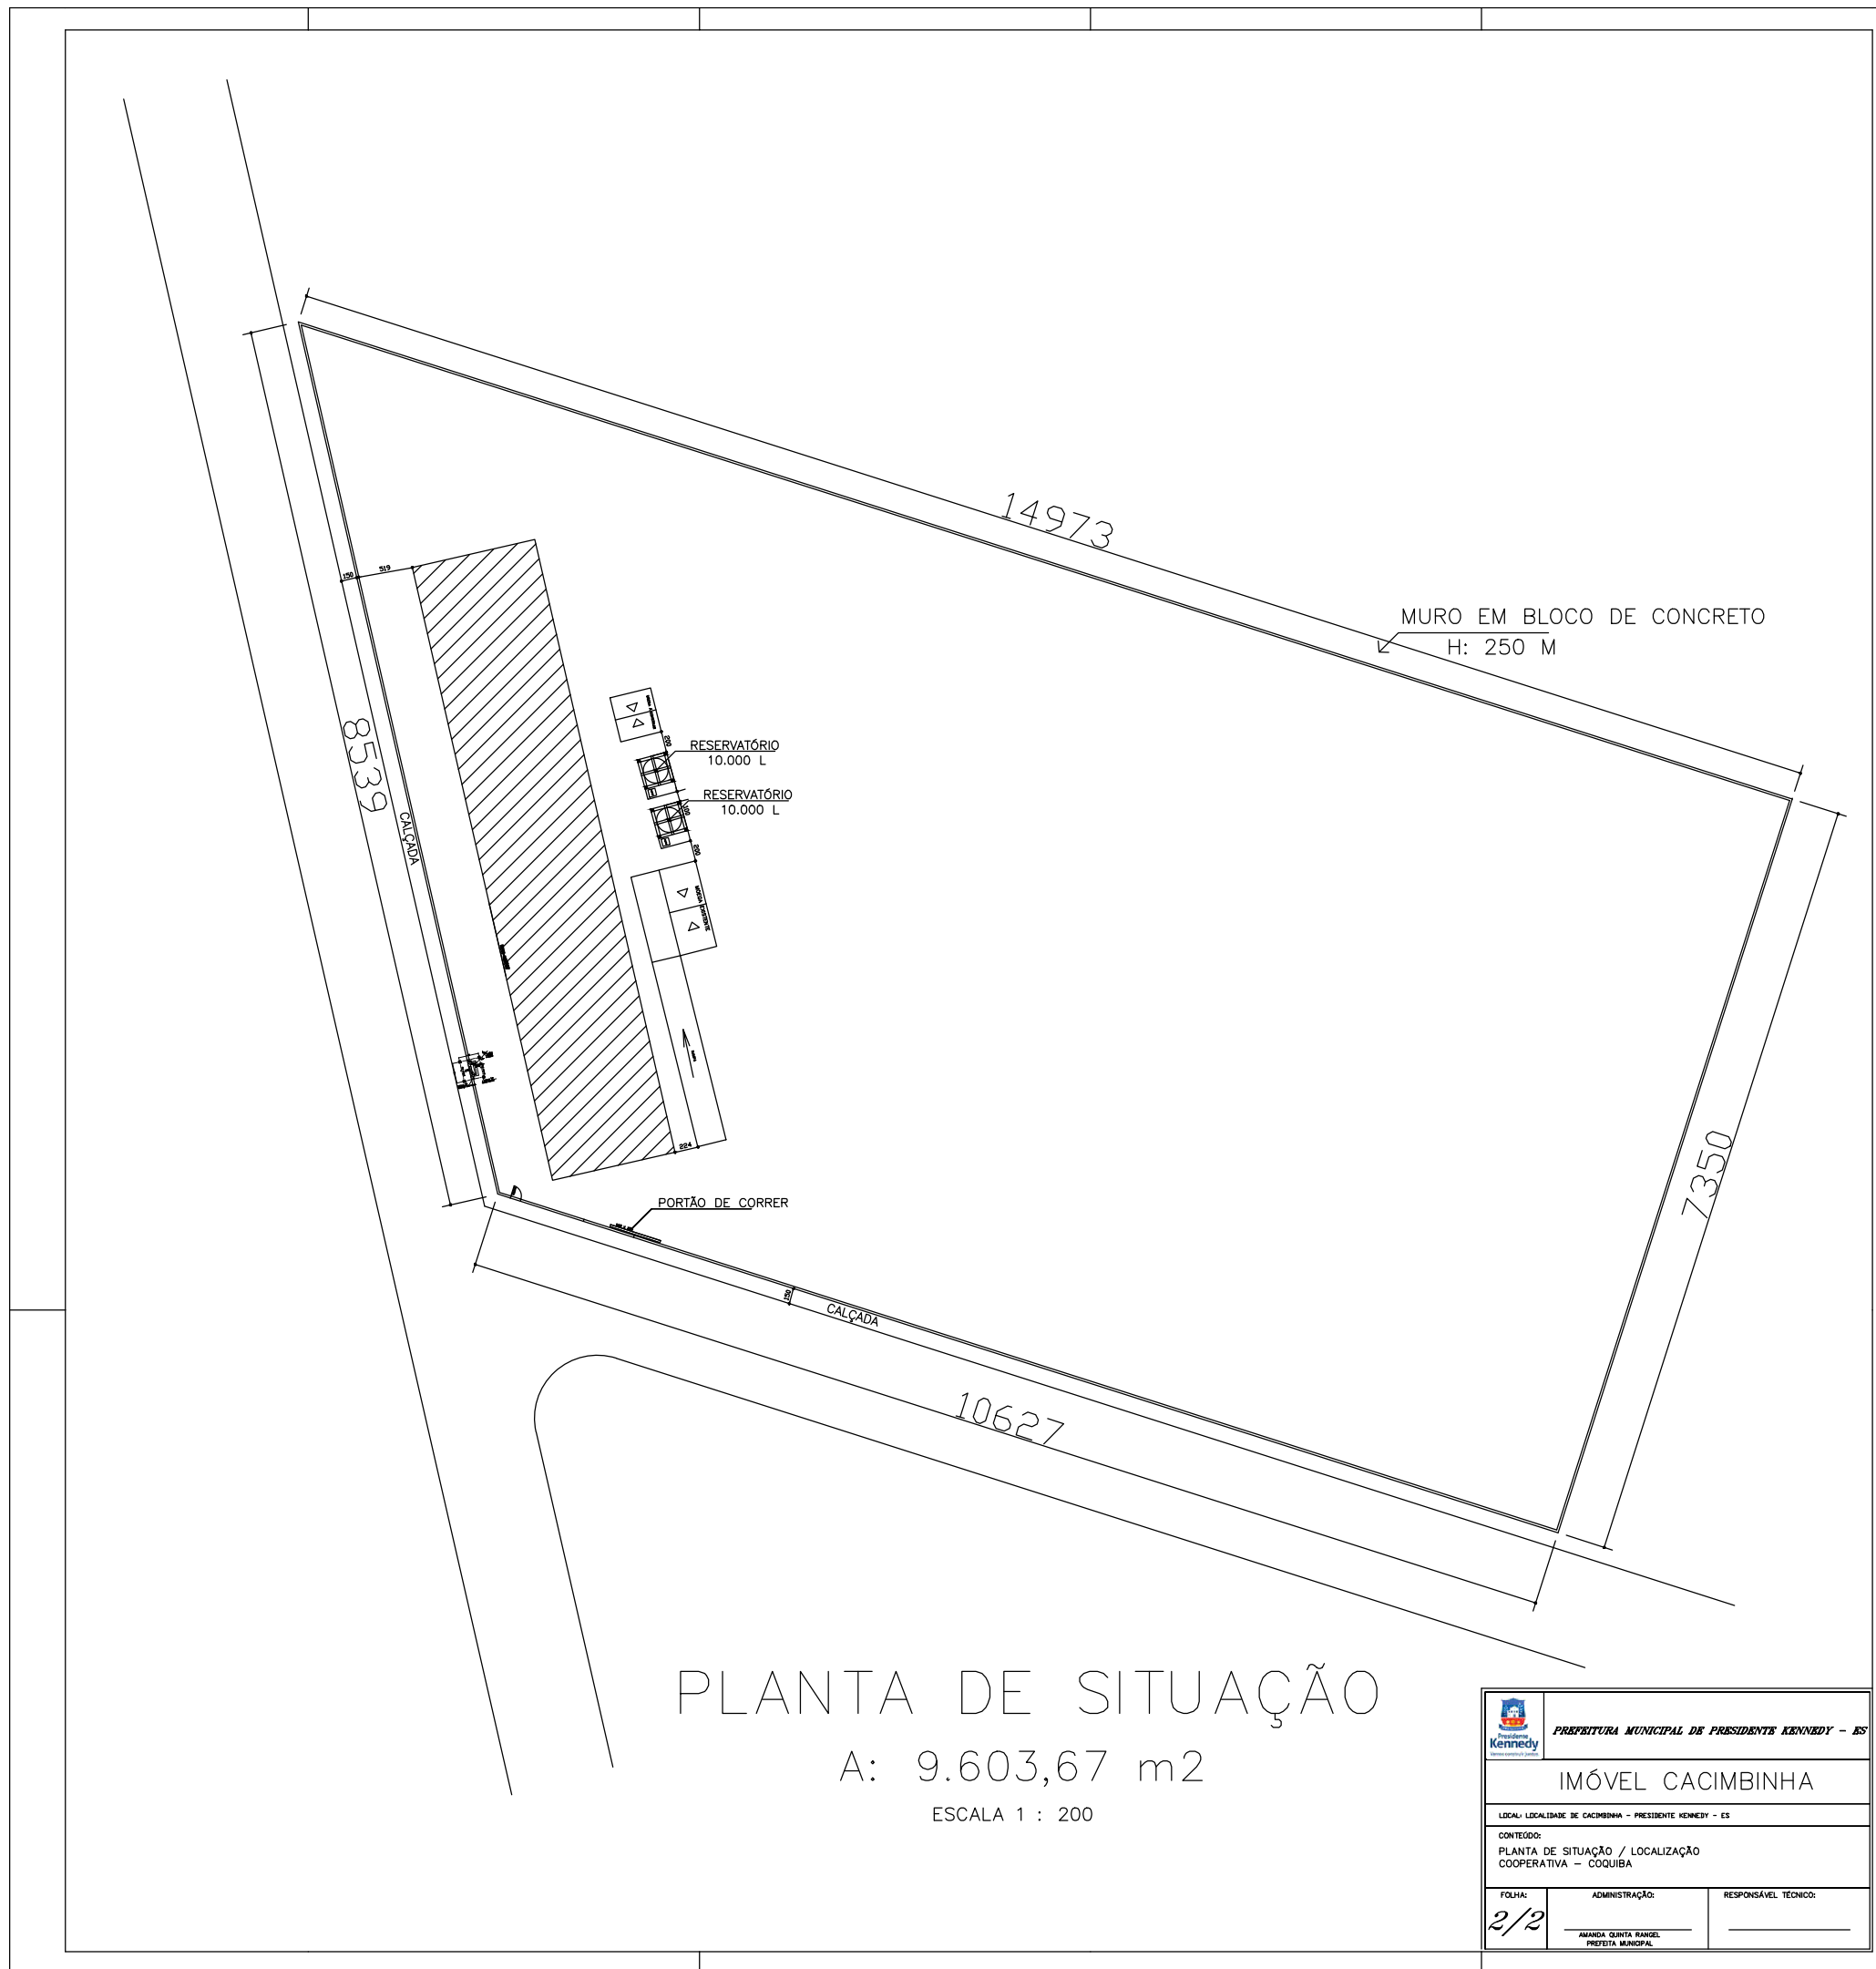 14973
MURO EM BLOCO DE CONCRETO
H: 250 M
519
150
8539
CALÇADA
200
RESERVATÓRIO
10.000 L
RESERVATÓRIO
10.000 L
100
200
224
PORTÃO DE CORRER
150
CALÇADA
10627
7350
PLANTA DE SITUAÇÃO
A: 9.603,67 m2
ESCALA 1 : 200
Presidente
Kennedy
PREFEITURA MUNICIPAL DE PRESIDENTE KENNEDY - ES
IMÓVEL CACIMBINHA
LOCAL: LOCALIDADE DE CACIMBINHA - PRESIDENTE KENNEDY - ES
CONTEÚDO:
PLANTA DE SITUAÇÃO / LOCALIZAÇÃO
COOPERATIVA - COQUIBA
FOLHA:
2/2
ADMINISTRAÇÃO:
AMANDA QUINTA RANGEL
PREFEITA MUNICIPAL
RESPONSÁVEL TÉCNICO: